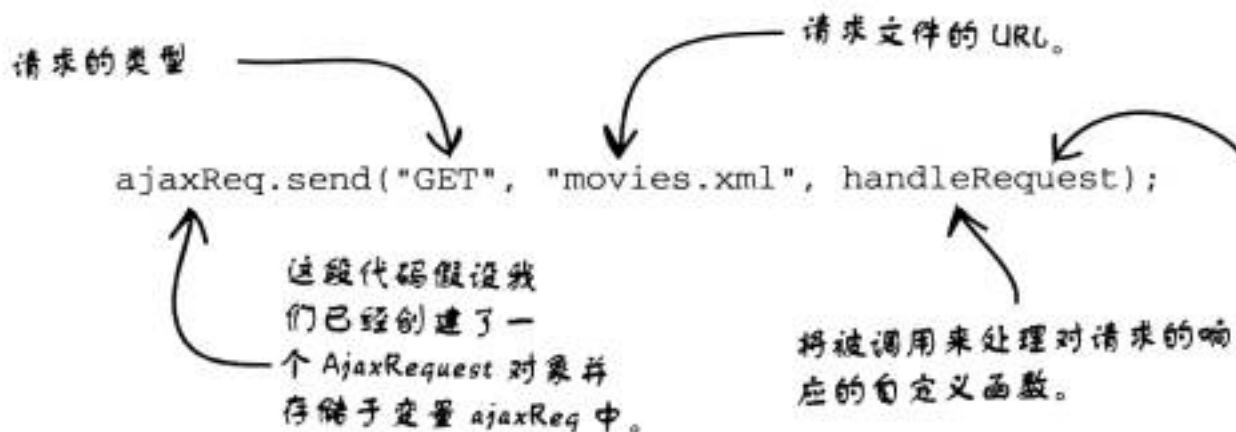 请求文件的 URL。
请求的类型
ajaxReq.send("GET", "movies.xml", handleRequest);
这段代码假设我
们已经创建了一
个 AjaxRequest 对象并
存储于变量 ajaxReq 中。
将被调用来处理对请求的响
应的自定义函数。